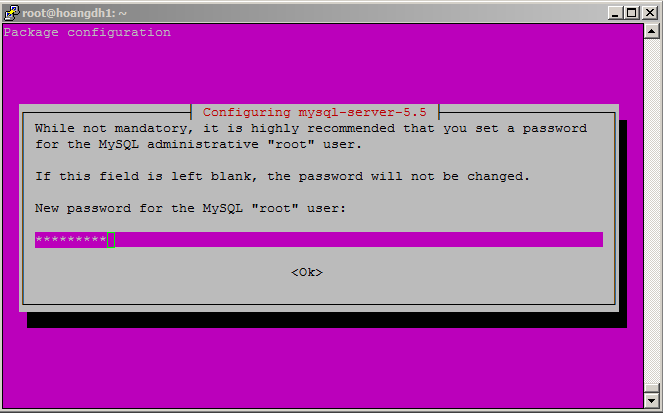 root@hoangdh1: ~
Package configuration
Configuring mysql-server-5.5
While not mandatory, it is highly recommended that you set a password
for the MySQL administrative "root" user.
If this field is left blank, the password will not be changed.
New password for the MySQL "root" user:
*********
<Ok>